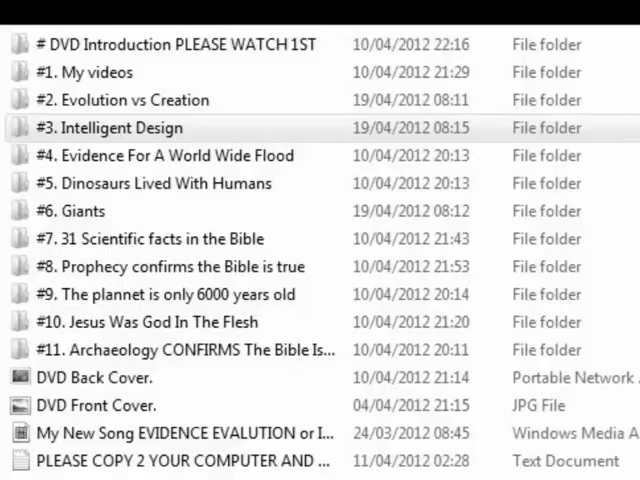 # DVD Introduction PLEASE WATCH 1ST 10/04/2012 22:16 File folder
#1. My videos 10/04/2012 21:29 File folder
#2. Evolution vs Creation 19/04/2012 08:11 File folder
#3. Intelligent Design 19/04/2012 08:15 File folder
#4. Evidence For A World Wide Flood 10/04/2012 20:13 File folder
#5. Dinosaurs Lived With Humans 10/04/2012 20:13 File folder
#6. Giants 19/04/2012 08:12 File folder
#7. 31 Scientific facts in the Bible 10/04/2012 21:43 File folder
#8. Prophecy confirms the Bible is true 10/04/2012 21:53 File folder
#9. The plannet is only 6000 years old 10/04/2012 20:14 File folder
#10. Jesus Was God In The Flesh 10/04/2012 21:20 File folder
#11. Archaeology CONFIRMS The Bible Is... 10/04/2012 20:11 File folder
DVD Back Cover. 10/04/2012 21:14 Portable Network
DVD Front Cover. 04/04/2012 21:15 JPG File
My New Song EVIDENCE EVALUTION or I... 24/03/2012 08:45 Windows Media A
PLEASE COPY 2 YOUR COMPUTER AND ... 11/04/2012 02:28 Text Document